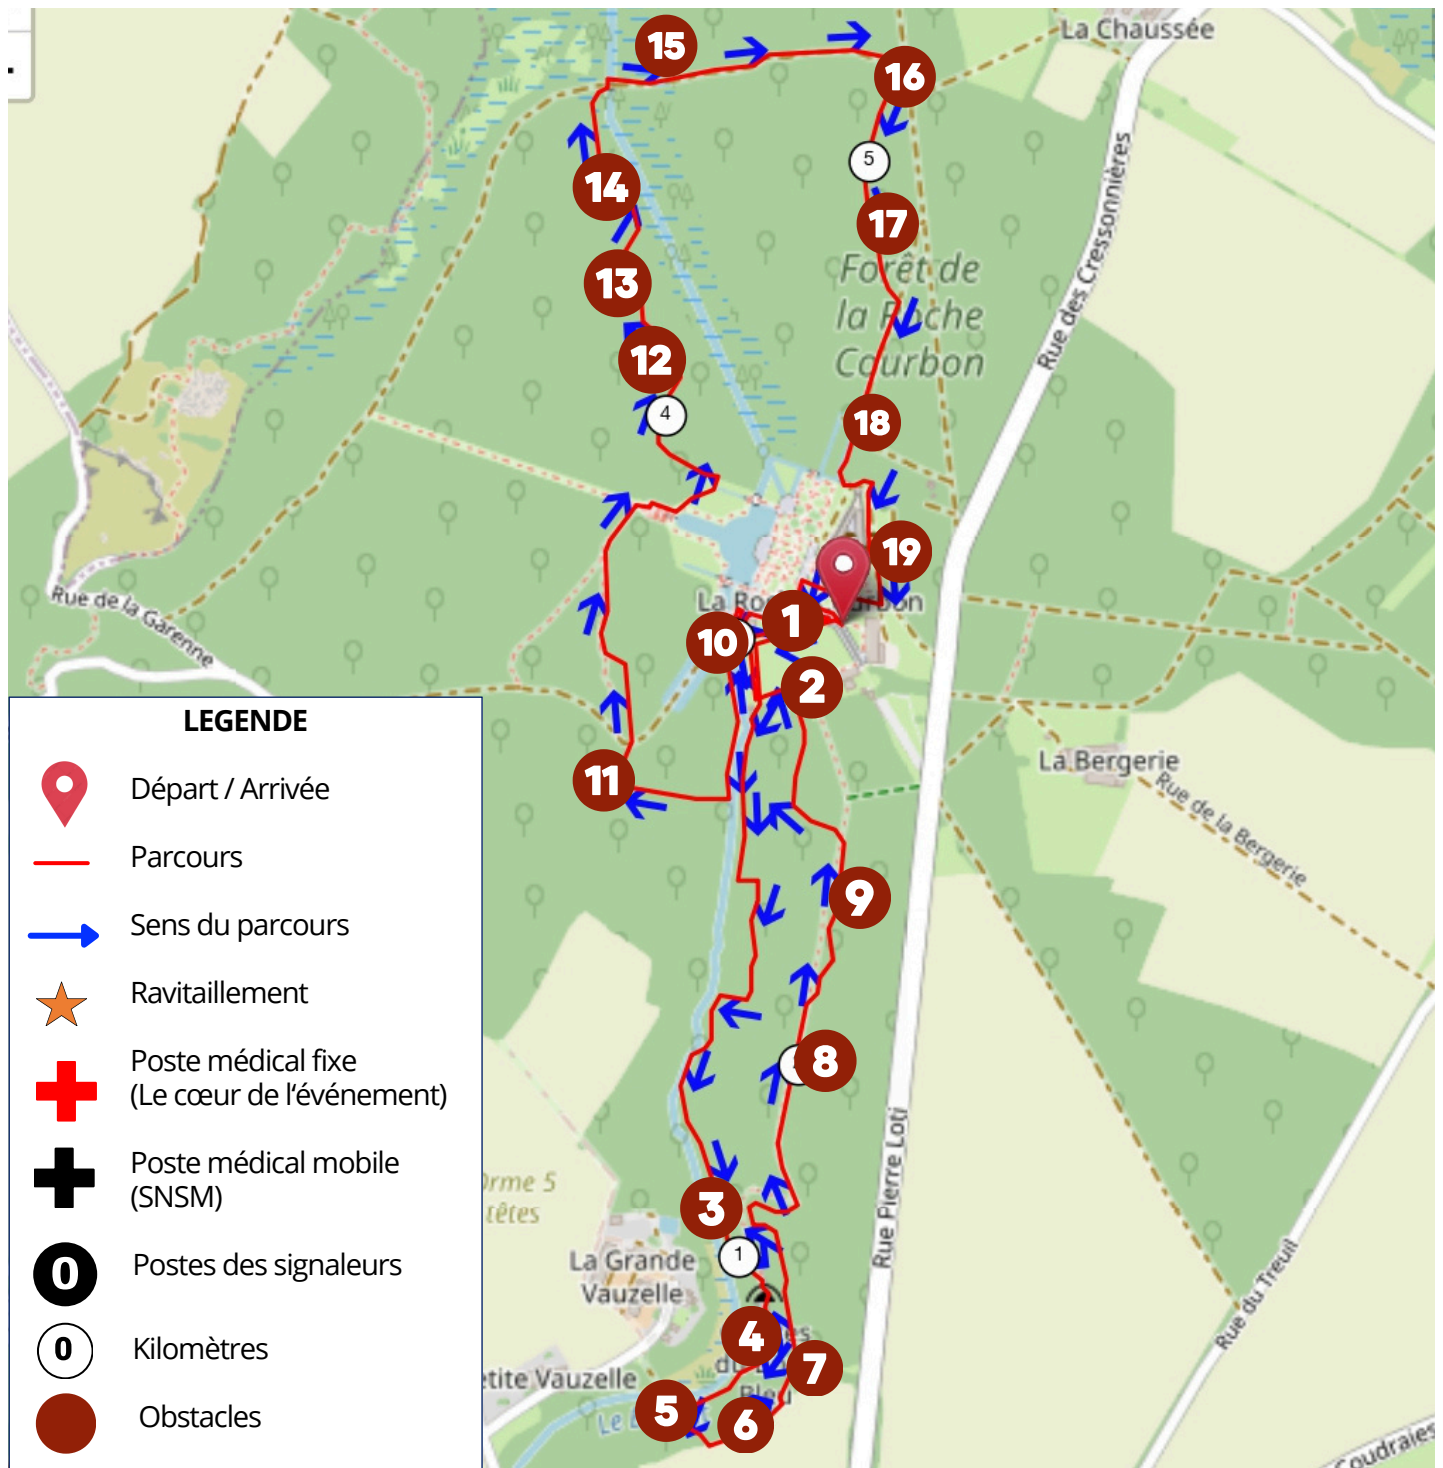 La Chaussée
15
16
5
14
17
Rue des Cressonnières
13
Forêt de
la Roche
Courbon
12
4
18
19
Rue de la Garenne
1
10
2
La Bergerie
Rue de la Bergerie
11
9
8
3
1
Rue Pierre Loti
La Grande
Vauzelle
4
7
Bleu
5
6
Rue du Treuil
LEGENDE
Départ / Arrivée
Parcours
Sens du parcours
Ravitaillement
Poste médical fixe
(Le cœur de l'événement)
Poste médical mobile
(SNSM)
0
Postes des signaleurs
0
Kilomètres
Obstacles